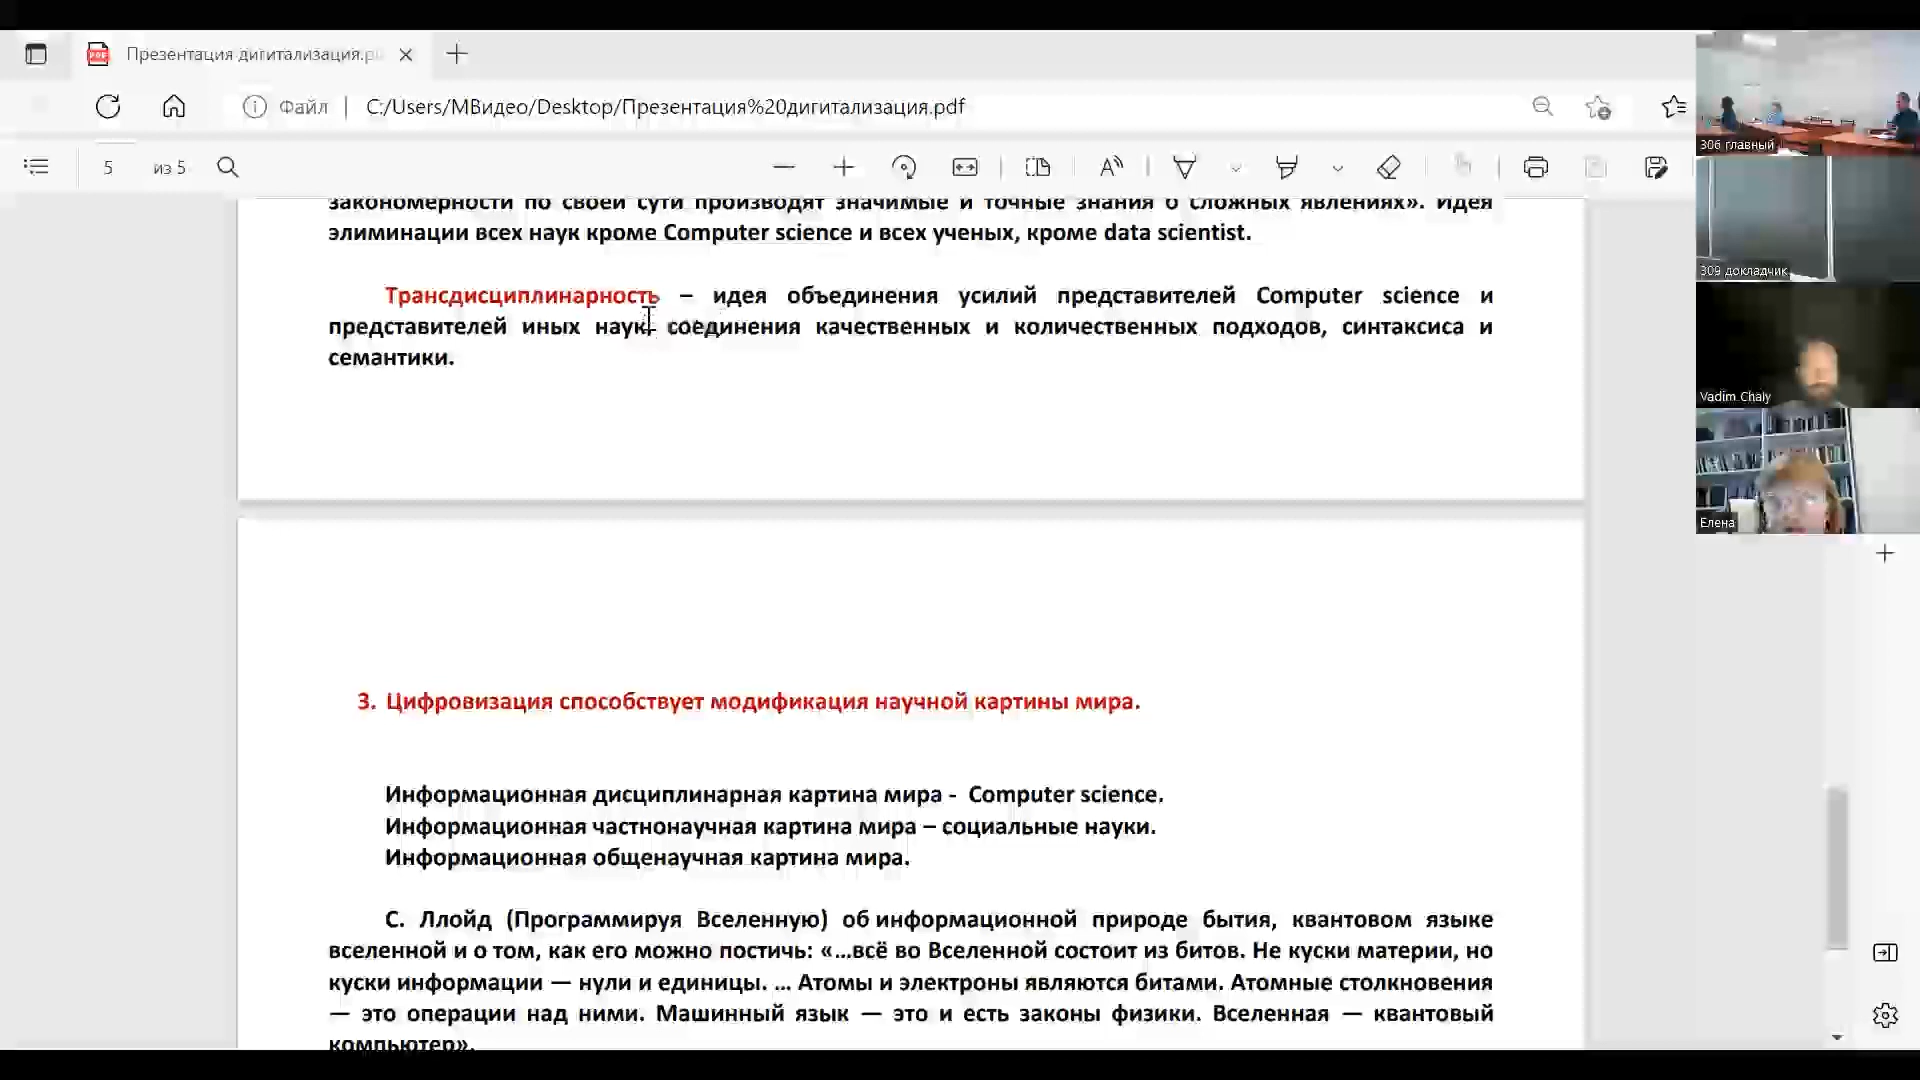 Презентация дигитализация.p
Файл
C:/Users/МВидео/Desktop/Презентация%20дигитализация.pdf
5 из 5
закономерности по своей сути производят значимые и точные знания о сложных явлениях». Идея
элиминации всех наук кроме Computer science и всех ученых, кроме data scientist.
Трансдисциплинарность – идея объединения усилий представителей Computer science и
представителей иных наук, соединения качественных и количественных подходов, синтаксиса и
семантики.
3. Цифровизация способствует модификация научной картины мира.
Информационная дисциплинарная картина мира - Computer science.
Информационная частнонаучная картина мира – социальные науки.
Информационная общенаучная картина мира.
С. Ллойд (Программируя Вселенную) об информационной природе бытия, квантовом языке
вселенной и о том, как его можно постичь: «…всё во Вселенной состоит из битов. Не куски материи, но
куски информации — нули и единицы. … Атомы и электроны являются битами. Атомные столкновения
— это операции над ними. Машинный язык — это и есть законы физики. Вселенная — квантовый
компьютер».
306 главный
309 докладчик
Vadim Chaly
Елена